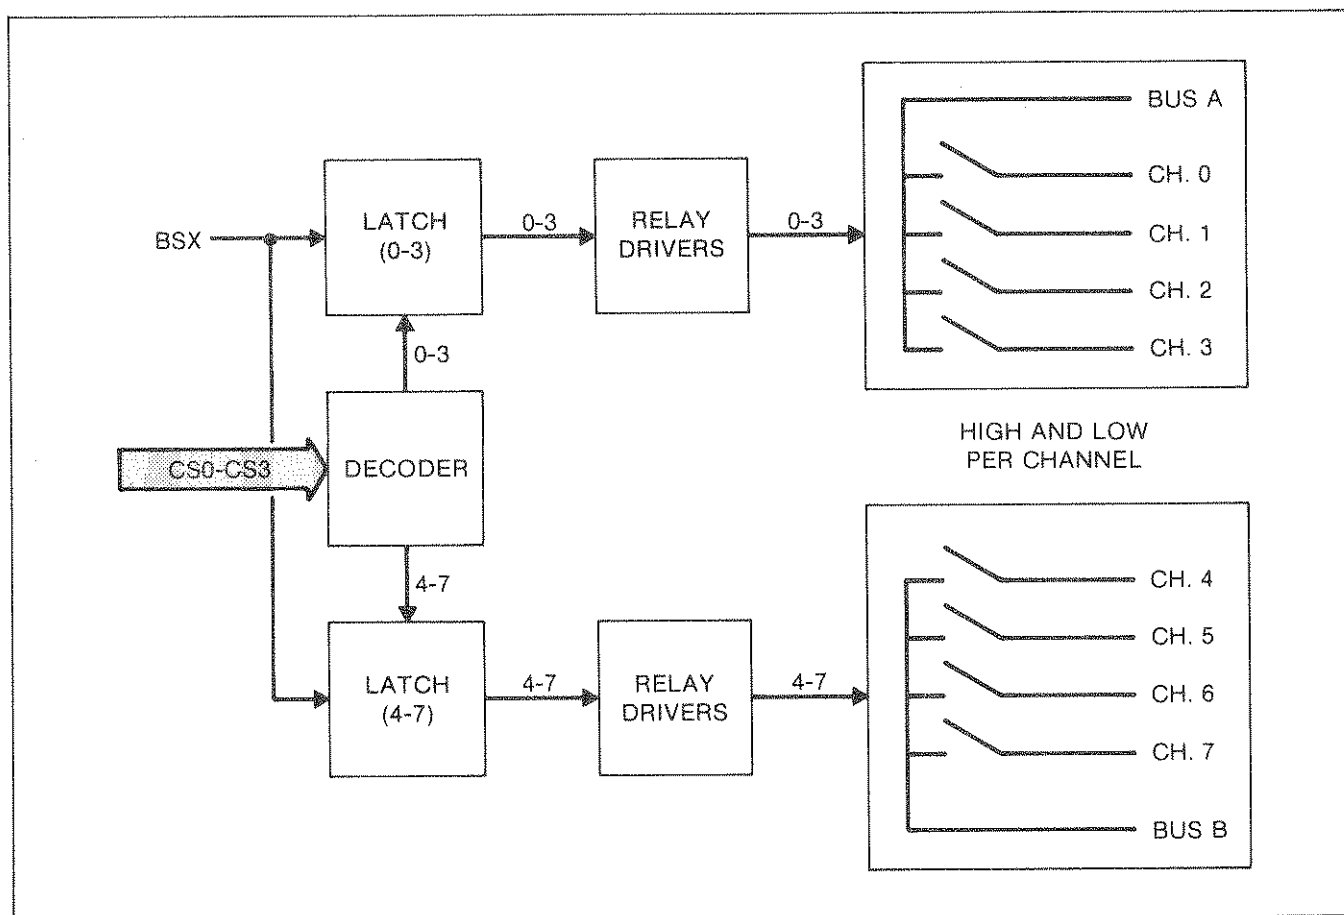 BUS A
CH. 0
CH. 1
CH. 2
CH. 3
BSX
LATCH
(0-3)
0-3
RELAY
DRIVERS
0-3
0-3
CS0-CS3
DECODER
HIGH AND LOW
PER CHANNEL
4-7
LATCH
(4-7)
4-7
RELAY
DRIVERS
4-7
CH. 4
CH. 5
CH. 6
CH. 7
BUS B